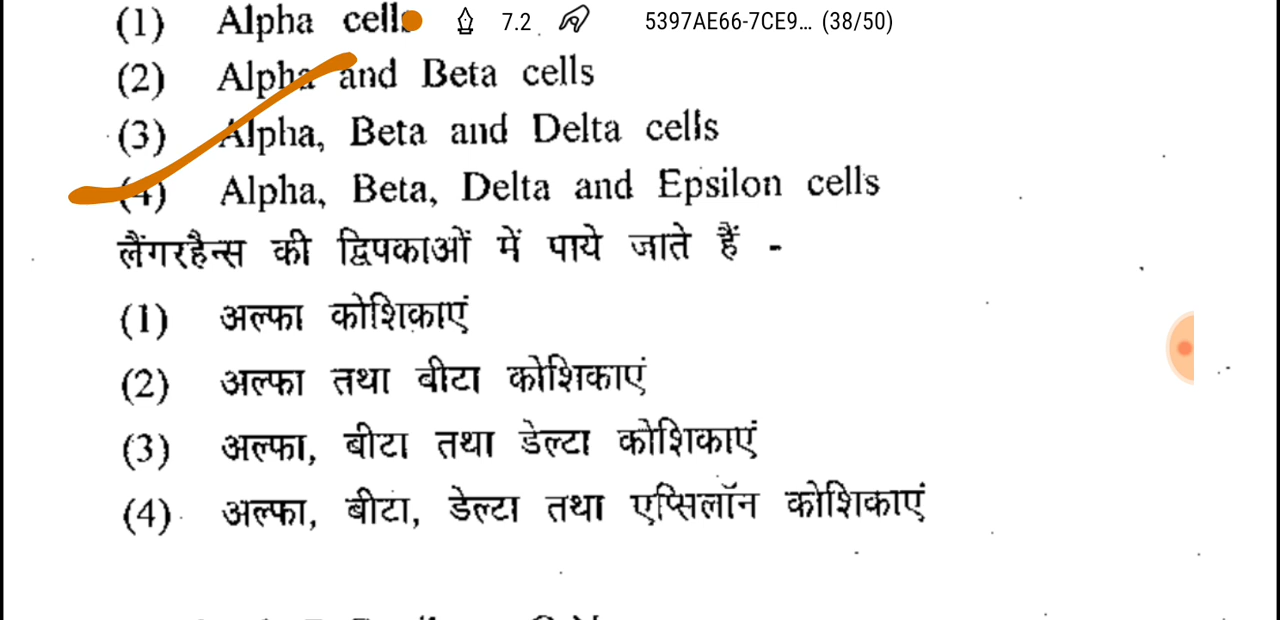 (1) Alpha cells 7.2 5397AE66-7CE9... (38/50)
(2) Alpha and Beta cells
(3) Alpha, Beta and Delta cells
(4) Alpha, Beta, Delta and Epsilon cells
लैंगरहैन्स की द्विपकाओं में पाये जाते हैं -
(1) अल्फा कोशिकाएं
(2) अल्फा तथा बीटा कोशिकाएं
(3) अल्फा, बीटा तथा डेल्टा कोशिकाएं
(4) अल्फा, बीटा, डेल्टा तथा एप्सिलॉन कोशिकाएं